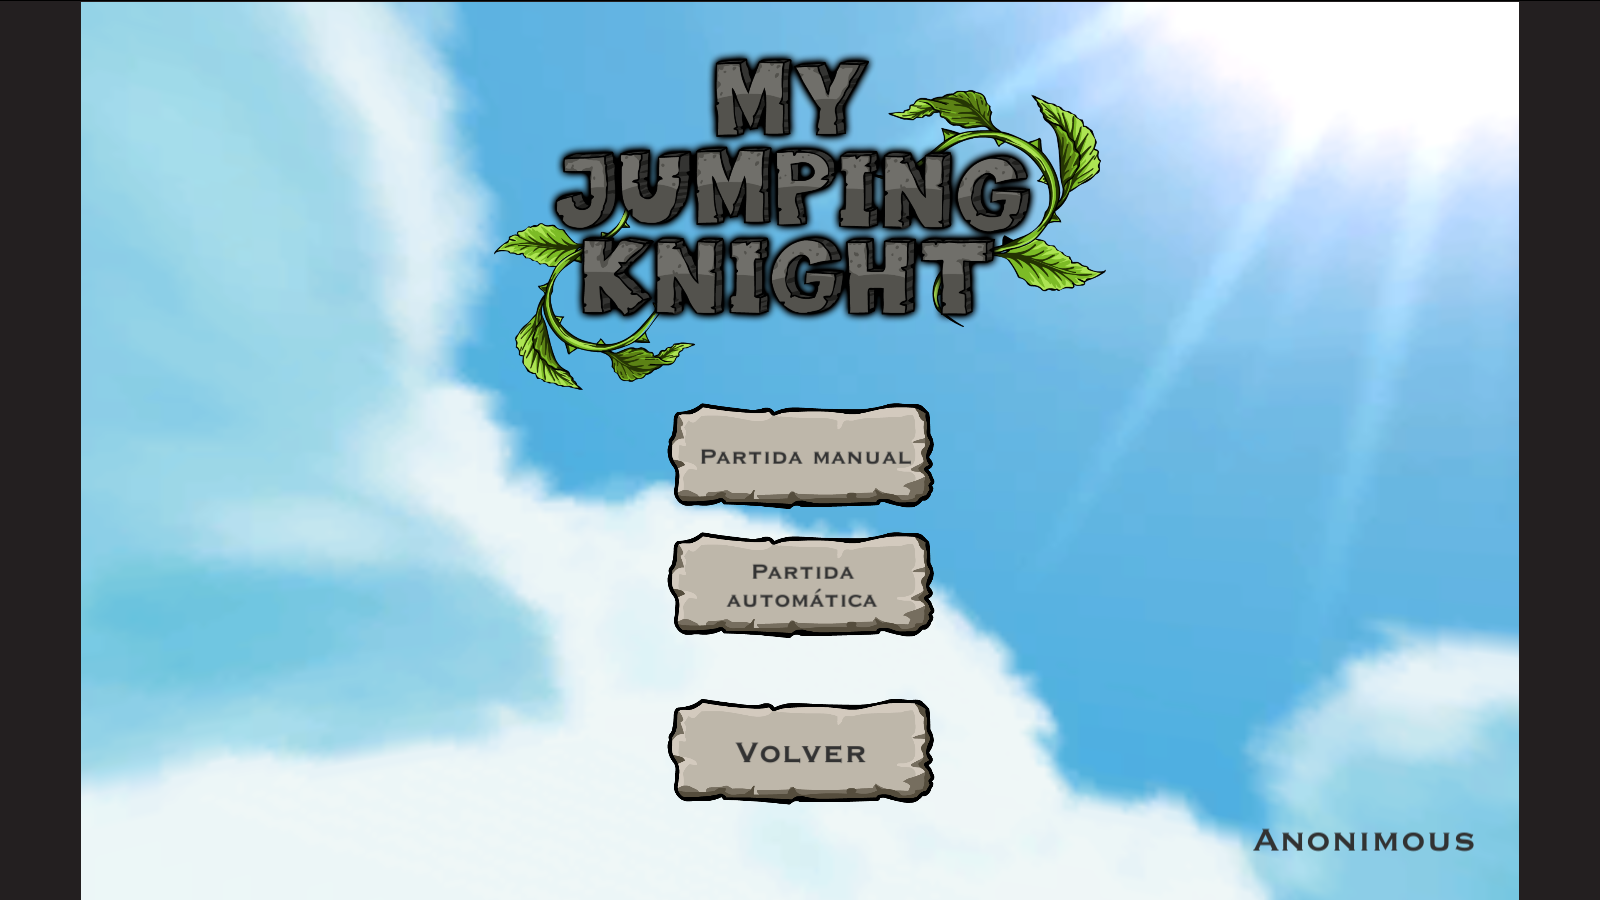 MY
JUMPING
KNIGHT
Partida manual
Partida
automática
Volver
Anonimous